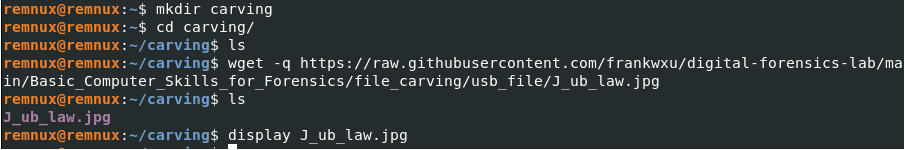 remnux@remnux:~$ mkdir carving
remnux@remnux:~$ cd carving/
remnux@remnux:~/carving$ ls
remnux@remnux:~/carving$ wget -q https://raw.githubusercontent.com/frankwxu/digital-forensics-lab/ma
in/Basic_Computer_Skills_for_Forensics/file_carving/usb_file/J_ub_law.jpg
remnux@remnux:~/carving$ ls
J_ub_law.jpg
remnux@remnux:~/carving$ display J_ub_law.jpg